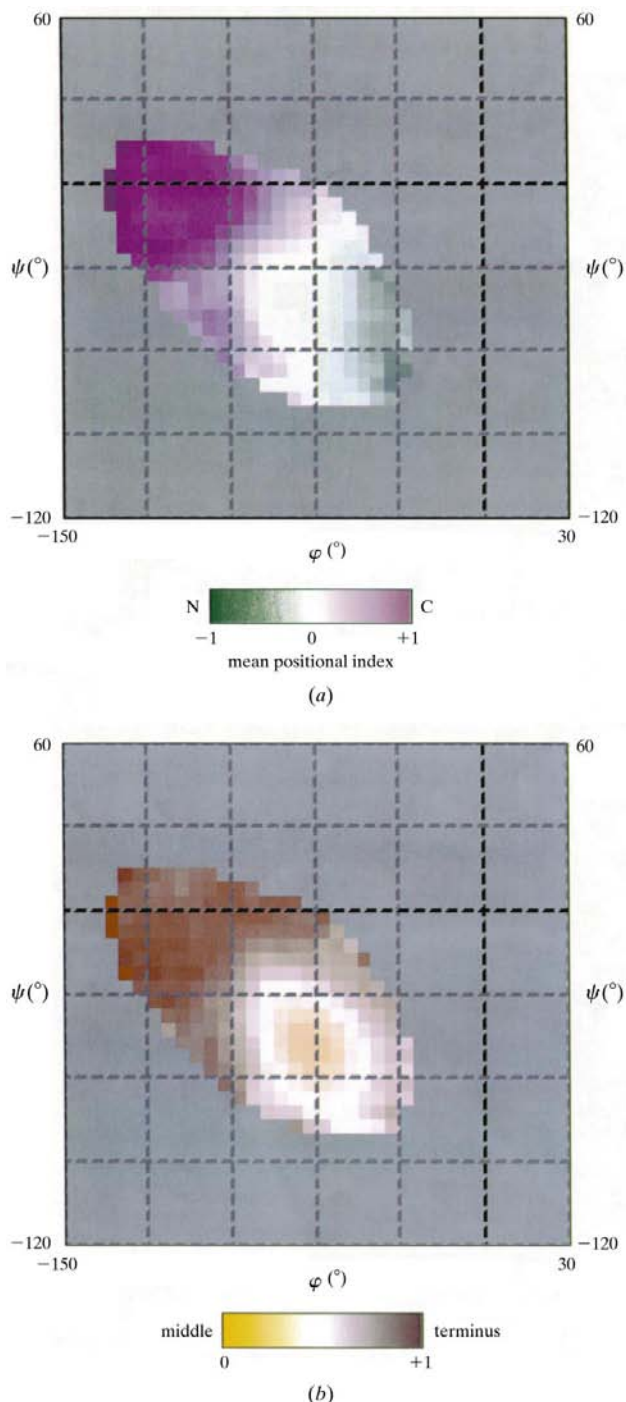 60 60
ψ(°) ψ(°)
−120 −120
−150 30
φ (°)
N C
−1 0 +1
mean positional index
(a)
60 60
ψ(°) ψ(°)
−120 −120
−150 30
φ (°)
middle terminus
0 +1
(b)